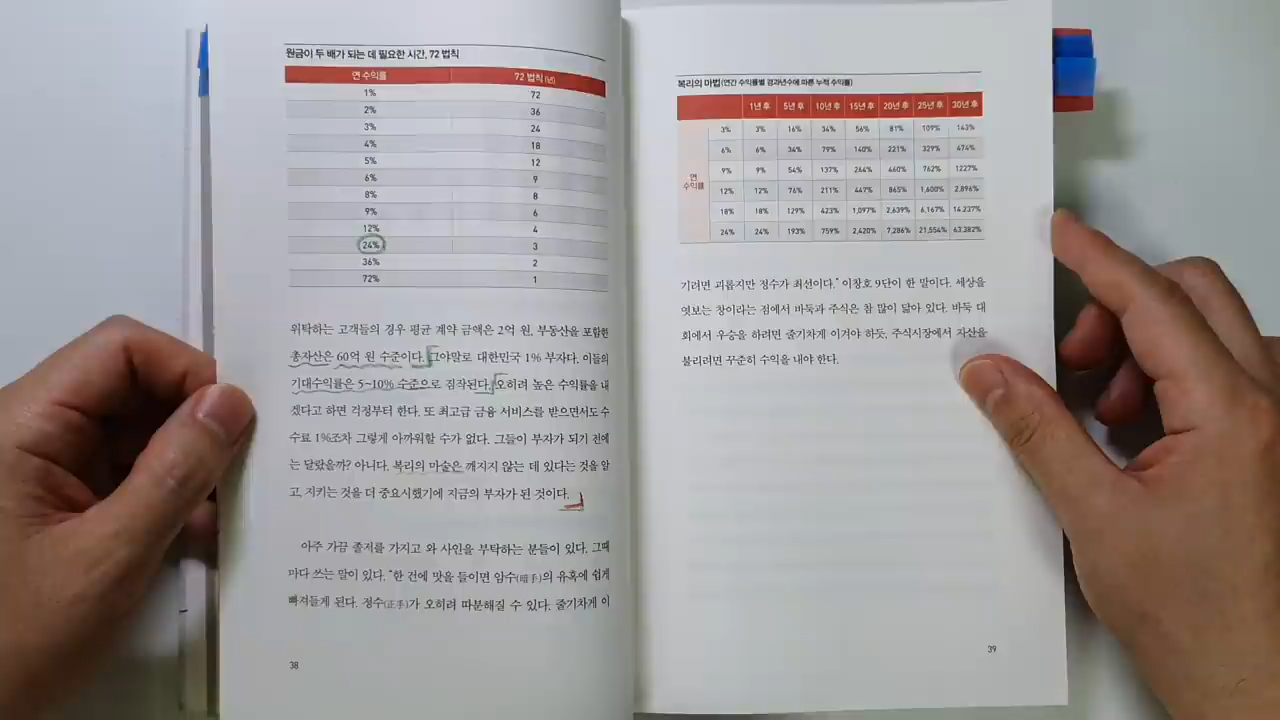 원금이 두 배가 되는 데 필요한 시간, 72 법칙
연 수익률 72 법칙(년)
1% 72
2% 36
3% 24
4% 18
5% 12
6% 9
8% 8
9% 6
12% 4
24% 3
36% 2
72% 1
위탁하는 고객들의 경우 평균 계약 금액은 2억 원, 부동산을 포함한
총자산은 60억 원 수준이다. 그야말로 대한민국 1% 부자다. 이들의
기대수익률은 5~10% 수준으로 짐작된다. 오히려 높은 수익률을 내
겠다고 하면 걱정부터 한다. 또 최고급 금융 서비스를 받으면서도 수
수료 1%조차 그렇게 아까워할 수가 없다. 그들이 부자가 되기 전에
는 달랐을까? 아니다. 복리의 마술은 깨지지 않는 데 있다는 것을 알
고, 지키는 것을 더 중요시했기에 지금의 부자가 된 것이다.
아주 가끔 졸저를 가지고 와 사인을 부탁하는 분들이 있다. 그때
마다 쓰는 말이 있다. “한 건에 맛을 들이면 암수(暗手)의 유혹에 쉽게
빠져들게 된다. 정수(正手)가 오히려 따분해질 수 있다. 줄기차게 이
38
복리의 마법(연간 수익률별 경과년수에 따른 누적 수익률)
1년 후 5년 후 10년 후 15년 후 20년 후 25년 후 30년 후
연 수익률
3% 3% 16% 34% 56% 81% 109% 143%
6% 6% 34% 79% 140% 221% 329% 474%
9% 9% 54% 137% 264% 460% 762% 1227%
12% 12% 76% 211% 447% 865% 1,600% 2,896%
18% 18% 129% 423% 1,097% 2,639% 6,167% 14,237%
24% 24% 193% 759% 2,420% 7,286% 21,554% 63,382%
기려면 괴롭지만 정수가 최선이다.” 이창호 9단이 한 말이다. 세상을
엿보는 창이라는 점에서 바둑과 주식은 참 많이 닮아 있다. 바둑 대
회에서 우승을 하려면 줄기차게 이겨야 하듯, 주식시장에서 자산을
불리려면 꾸준히 수익을 내야 한다.
39